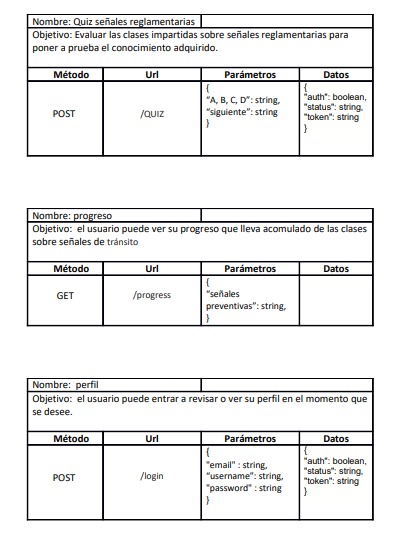 Nombre: Quiz señales reglamentarias
Objetivo: Evaluar las clases impartidas sobre señales reglamentarias para
poner a prueba el conocimiento adquirido.
Método Url Parámetros Datos
POST /QUIZ
{
“A, B, C, D”: string,
“siguiente”: string
}
{
"auth": boolean,
"status": string,
"token": string
}
Nombre: progreso
Objetivo: el usuario puede ver su progreso que lleva acumulado de las clases
sobre señales de tránsito
Método Url Parámetros Datos
GET /progress
{
“señales
preventivas”: string,
}
Nombre: perfil
Objetivo: el usuario puede entrar a revisar o ver su perfil en el momento que
se desee.
Método Url Parámetros Datos
POST /login
{
"email" : string,
“username”: string,
"password" : string
}
{
"auth": boolean,
"status": string,
"token": string
}